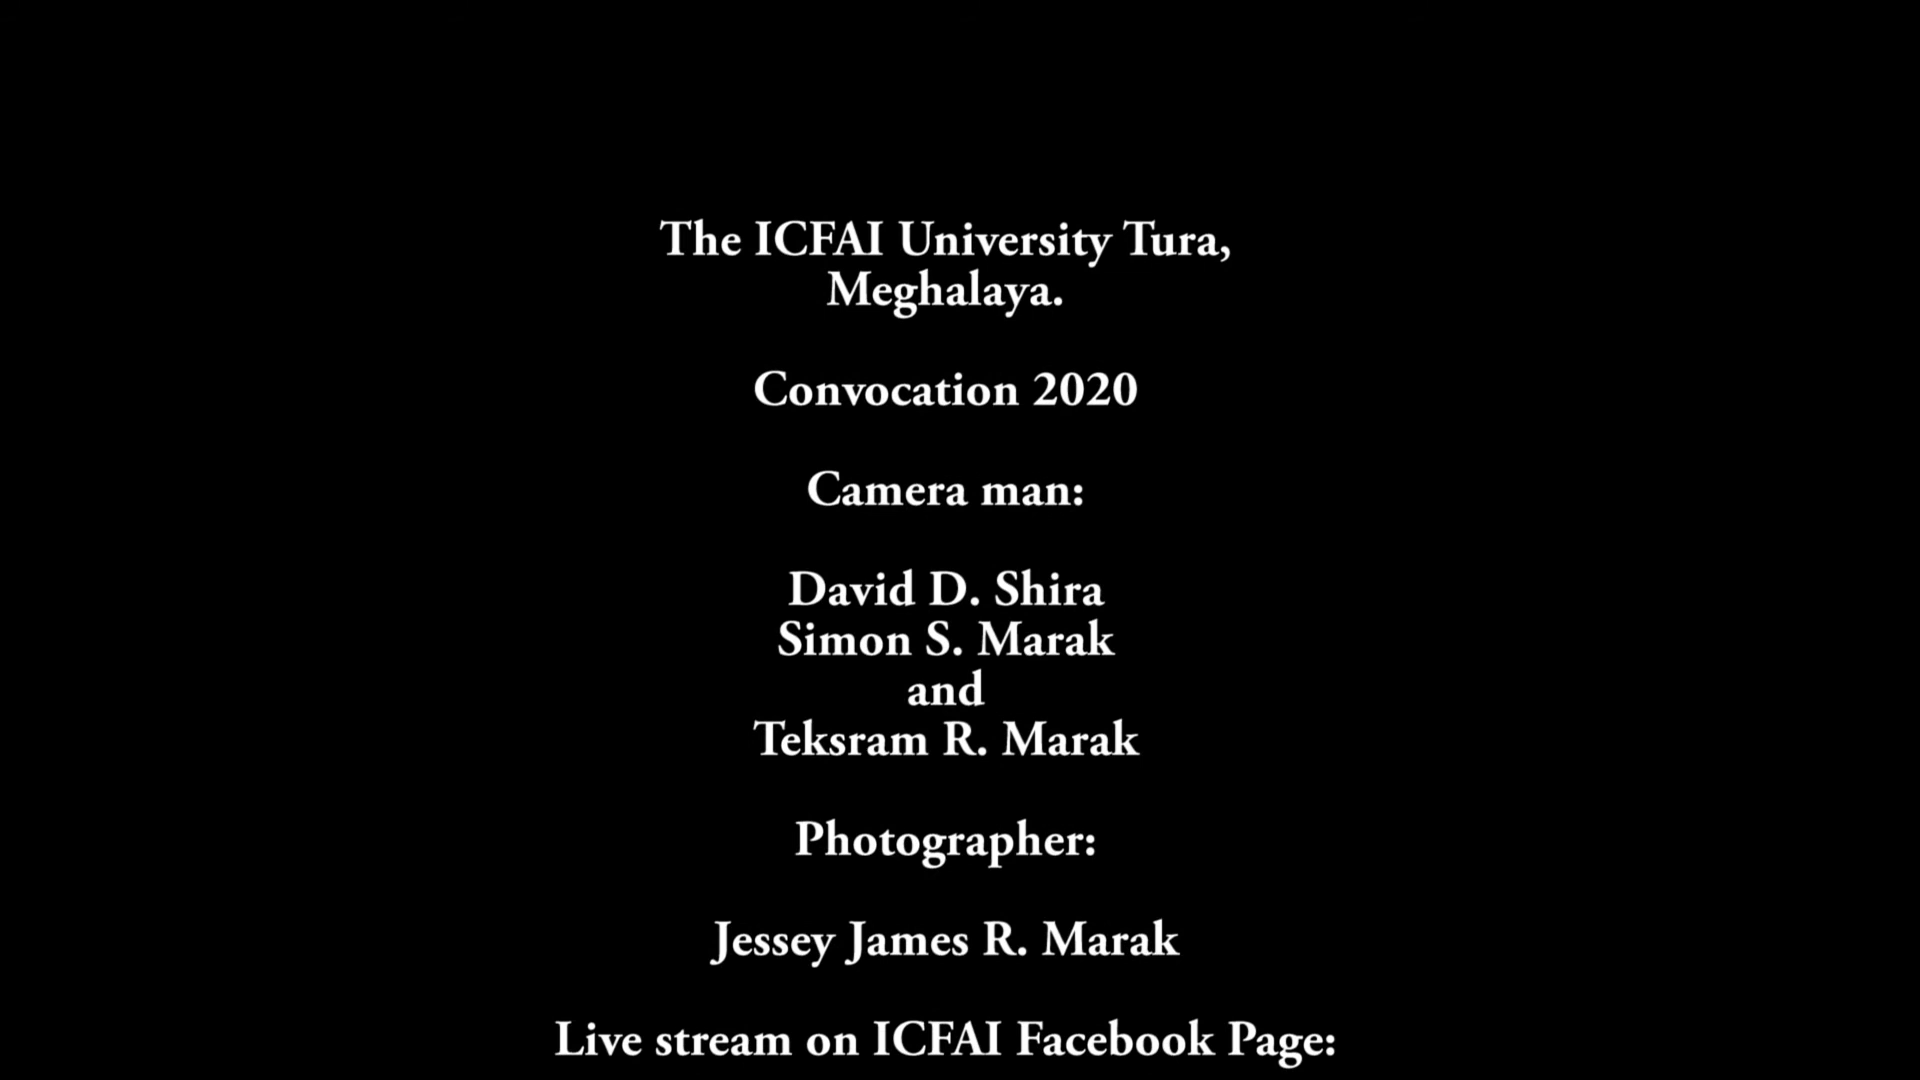 The ICFAI University Tura,
Meghalaya.
Convocation 2020
Camera man:
David D. Shira
Simon S. Marak
and
Teksram R. Marak
Photographer:
Jessey James R. Marak
Live stream on ICFAI Facebook Page: